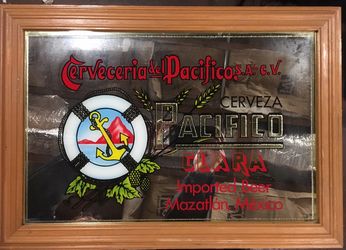 Cerveceria del Pacifico S.A. de C.V.
CERVEZA
PACIFICO
CLARA
Imported Beer
Mazatlan, Mexico